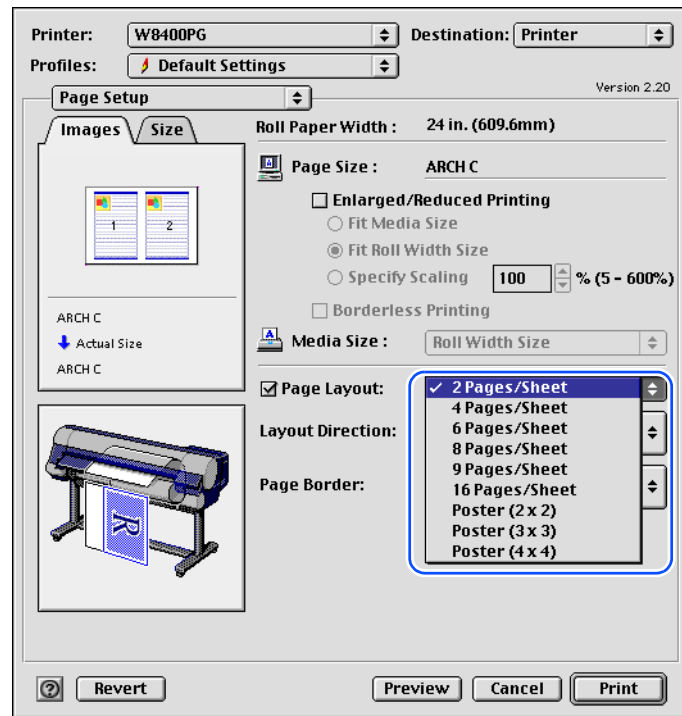 Printer: W8400PG Destination: Printer
Profiles: Default Settings
Version 2.20
Page Setup
Images Size
Roll Paper Width : 24 in. (609.6mm)
Page Size : ARCH C
Enlarged/Reduced Printing
Fit Media Size
Fit Roll Width Size
Specify Scaling 100 % (5 - 600%)
Borderless Printing
Media Size : Roll Width Size
1 2
ARCH C
Actual Size
ARCH C
Page Layout: ✓ 2 Pages/Sheet
4 Pages/Sheet
Layout Direction: 6 Pages/Sheet
8 Pages/Sheet
9 Pages/Sheet
Page Border: 16 Pages/Sheet
Poster (2 x 2)
Poster (3 x 3)
Poster (4 x 4)
R
? Revert Preview Cancel Print